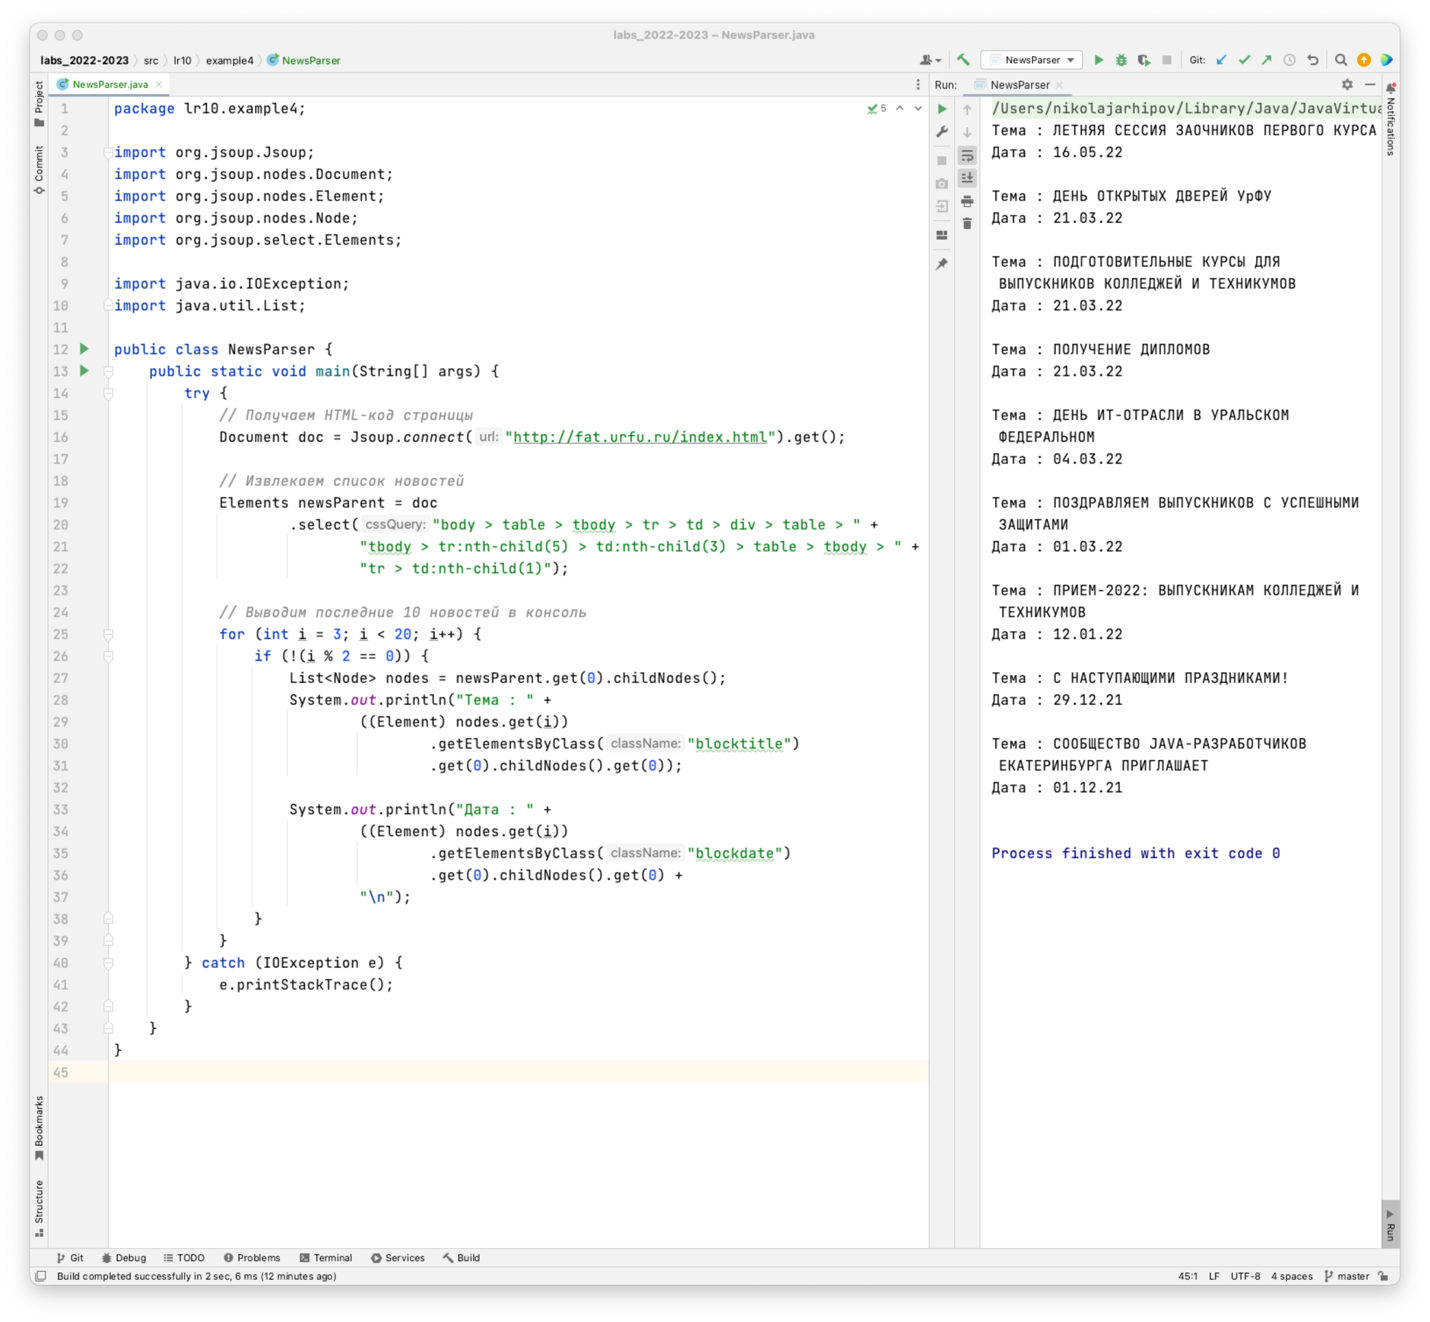 labs_2022-2023 – NewsParser.java
labs_2022-2023 〉 src 〉 lr10 〉 example4 〉 NewsParser
NewsParser
Git:
NewsParser.java
Run: NewsParser
Project
Commit
Bookmarks
Structure
5
1 package lr10.example4;
2
3 import org.jsoup.Jsoup;
4 import org.jsoup.nodes.Document;
5 import org.jsoup.nodes.Element;
6 import org.jsoup.nodes.Node;
7 import org.jsoup.select.Elements;
8
9 import java.io.IOException;
10 import java.util.List;
11
12 public class NewsParser {
13     public static void main(String[] args) {
14         try {
15             // Получаем HTML-код страницы
16             Document doc = Jsoup.connect( url: "http://fat.urfu.ru/index.html").get();
17
18             // Извлекаем список новостей
19             Elements newsParent = doc
20                     .select( cssQuery: "body > table > tbody > tr > td > div > table > " +
21                             "tbody > tr:nth-child(5) > td:nth-child(3) > table > tbody > " +
22                             "tr > td:nth-child(1)");
23
24             // Выводим последние 10 новостей в консоль
25             for (int i = 3; i < 20; i++) {
26                 if (!(i % 2 == 0)) {
27                     List<Node> nodes = newsParent.get(0).childNodes();
28                     System.out.println("Тема : " +
29                             ((Element) nodes.get(i))
30                                     .getElementsByClass( className: "blocktitle")
31                                     .get(0).childNodes().get(0));
32
33                     System.out.println("Дата : " +
34                             ((Element) nodes.get(i))
35                                     .getElementsByClass( className: "blockdate")
36                                     .get(0).childNodes().get(0) +
37                             "\n");
38                 }
39             }
40         } catch (IOException e) {
41             e.printStackTrace();
42         }
43     }
44 }
45
/Users/nikolajarhipov/Library/Java/JavaVirtua
Тема : ЛЕТНЯЯ СЕССИЯ ЗАОЧНИКОВ ПЕРВОГО КУРСА
Дата : 16.05.22
Тема : ДЕНЬ ОТКРЫТЫХ ДВЕРЕЙ УрФУ
Дата : 21.03.22
Тема : ПОДГОТОВИТЕЛЬНЫЕ КУРСЫ ДЛЯ
ВЫПУСКНИКОВ КОЛЛЕДЖЕЙ И ТЕХНИКУМОВ
Дата : 21.03.22
Тема : ПОЛУЧЕНИЕ ДИПЛОМОВ
Дата : 21.03.22
Тема : ДЕНЬ ИТ-ОТРАСЛИ В УРАЛЬСКОМ
ФЕДЕРАЛЬНОМ
Дата : 04.03.22
Тема : ПОЗДРАВЛЯЕМ ВЫПУСКНИКОВ С УСПЕШНЫМИ
ЗАЩИТАМИ
Дата : 01.03.22
Тема : ПРИЕМ-2022: ВЫПУСКНИКАМ КОЛЛЕДЖЕЙ И
ТЕХНИКУМОВ
Дата : 12.01.22
Тема : С НАСТУПАЮЩИМИ ПРАЗДНИКАМИ!
Дата : 29.12.21
Тема : СООБЩЕСТВО JAVA-РАЗРАБОТЧИКОВ
ЕКАТЕРИНБУРГА ПРИГЛАШАЕТ
Дата : 01.12.21
Process finished with exit code 0
Notifications
Run
Git Debug TODO Problems Terminal Services Build
Build completed successfully in 2 sec, 6 ms (12 minutes ago)
45:1 LF UTF-8 4 spaces master